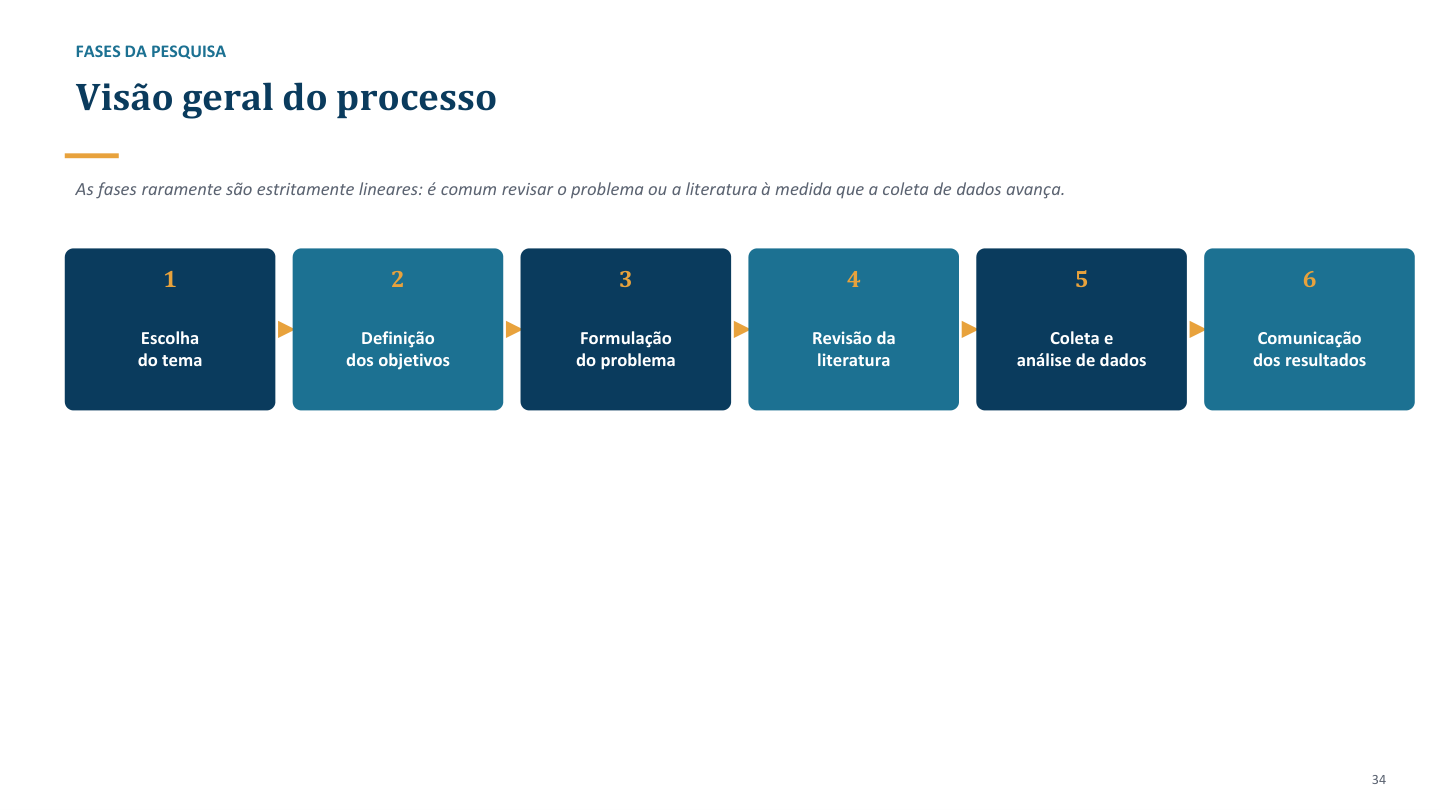 FASES DA PESQUISA
Visão geral do processo
As fases raramente são estritamente lineares: é comum revisar o problema ou a literatura à medida que a coleta de dados avança.
1
Escolha
do tema
2
Definição
dos objetivos
3
Formulação
do problema
4
Revisão da
literatura
5
Coleta e
análise de dados
6
Comunicação
dos resultados
34